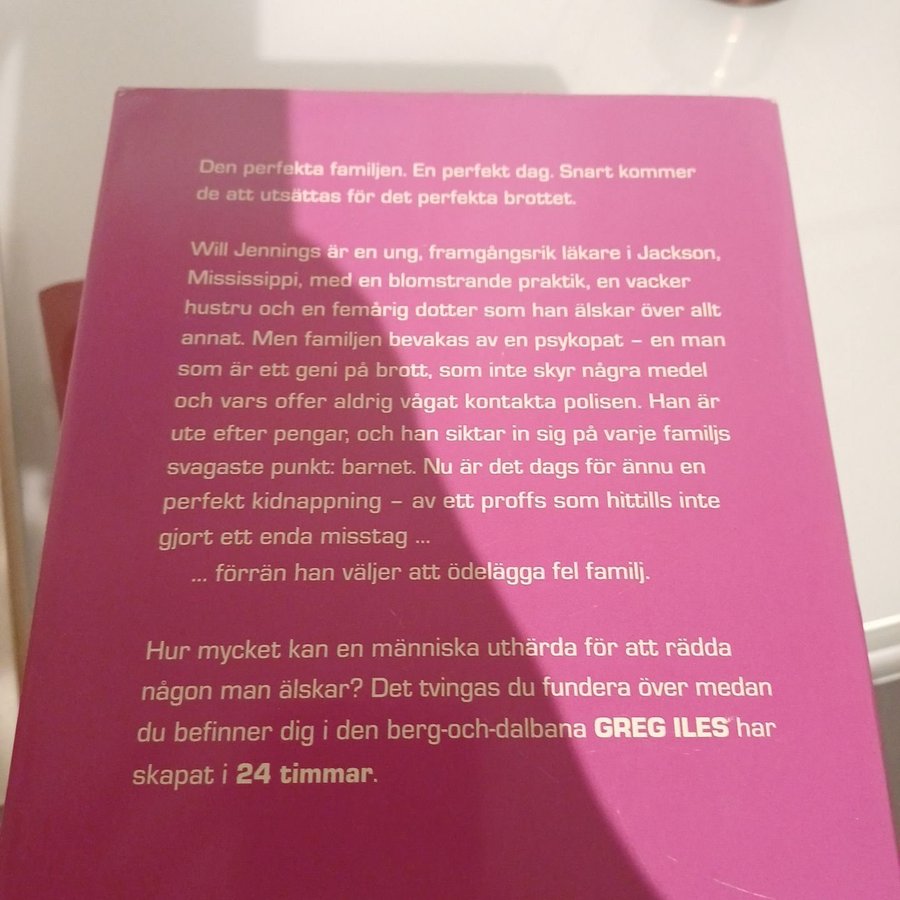 Den perfekta familjen. En perfekt dag. Snart kommer
de att utsättas för det perfekta brottet.
Will Jennings är en ung, framgångsrik läkare i Jackson,
Mississippi, med en blomstrande praktik, en vacker
hustru och en femårig dotter som han älskar över allt
annat. Men familjen bevakas av en psykopat – en man
som är ett geni på brott, som inte skyr några medel
och vars offer aldrig vågat kontakta polisen. Han är
ute efter pengar, och han siktar in sig på varje familjs
svagaste punkt: barnet. Nu är det dags för ännu en
perfekt kidnappning – av ett proffs som hittills inte
gjort ett enda misstag ...
... förrän han väljer att ödelägga fel familj.
Hur mycket kan en människa uthärda för att rädda
någon man älskar? Det tvingas du fundera över medan
du befinner dig i den berg-och-dalbana GREG ILES har
skapat i 24 timmar.